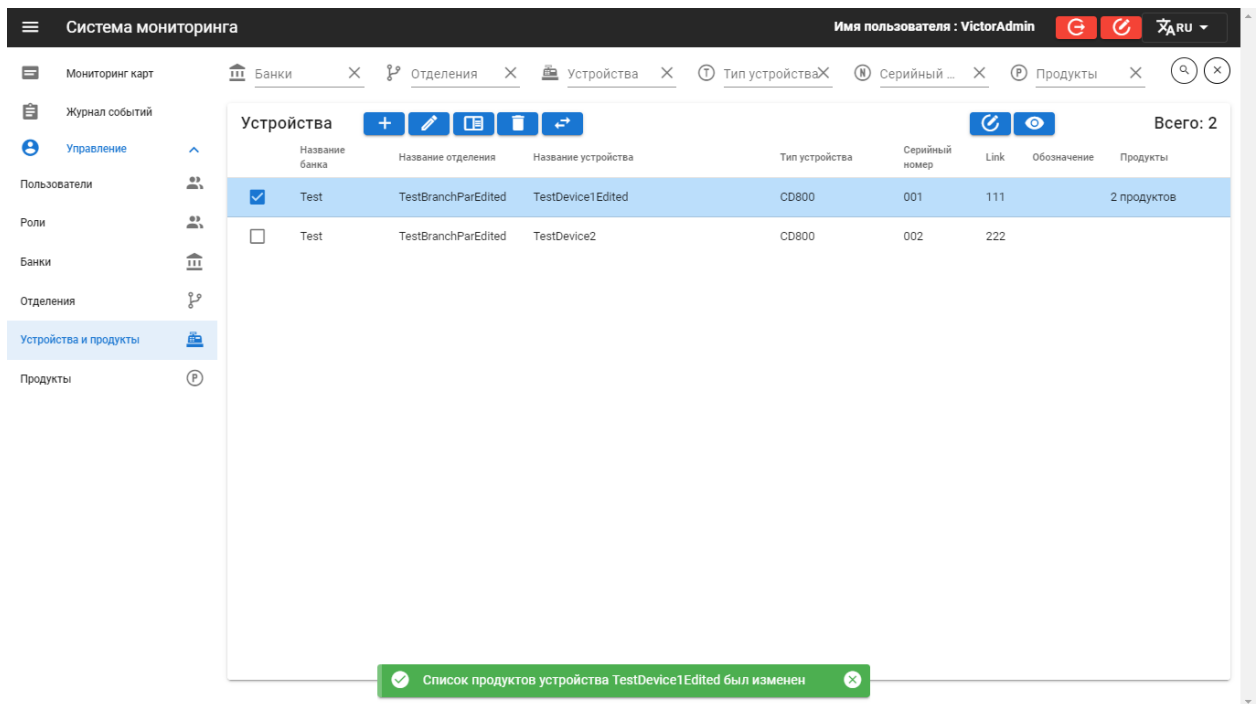 Система мониторинга
Имя пользователя : VictorAdmin
RU
Мониторинг карт
Журнал событий
Управление
Пользователи
Роли
Банки
Отделения
Устройства и продукты
Продукты
Банки Отделения Устройства Тип устройства Серийный ... Продукты
Устройства
Всего: 2
Название банка Название отделения Название устройства Тип устройства Серийный номер Link Обозначение Продукты
Test TestBranchParEdited TestDevice1Edited CD800 001 111 2 продуктов
Test TestBranchParEdited TestDevice2 CD800 002 222
Список продуктов устройства TestDevice1Edited был изменен